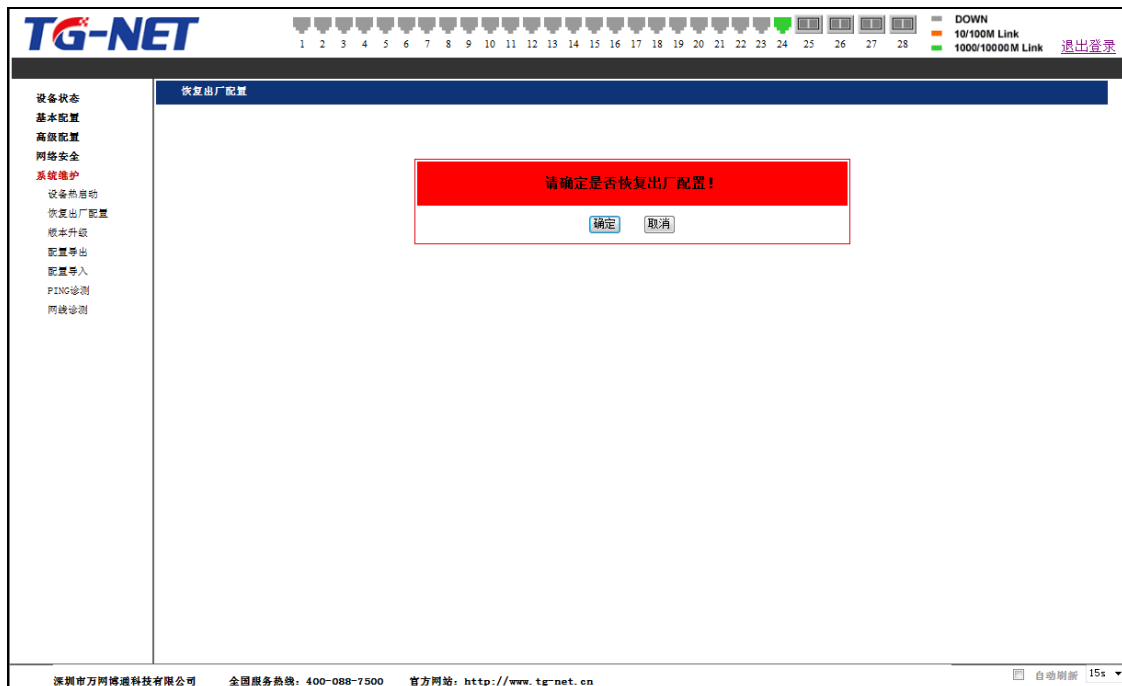 TG-NET
1 2 3 4 5 6 7 8 9 10 11 12 13 14 15 16 17 18 19 20 21 22 23 24 25 26 27 28
DOWN
10/100M Link
1000/10000M Link
退出登录
设备状态
基本配置
高级配置
网络安全
系统维护
设备热启动
恢复出厂配置
版本升级
配置导出
配置导入
PING诊测
网线诊测
恢复出厂配置
请确定是否恢复出厂配置!
确定 取消
自动刷新 15s
深圳市万网博通科技有限公司 全国服务热线: 400-088-7500 官方网站: http://www.tg-net.cn